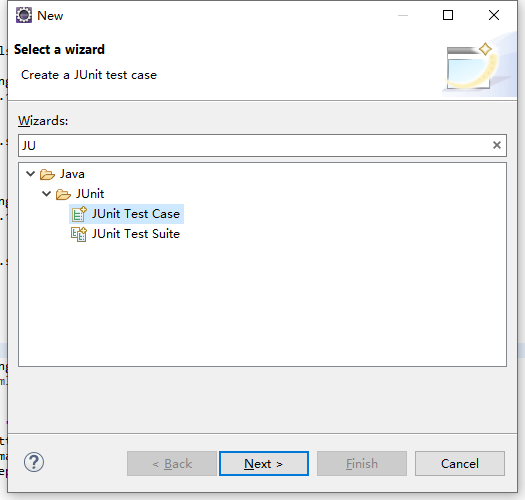 New
Select a wizard
Create a JUnit test case
Wizards:
JU
Java
JUnit
JUnit Test Case
JUnit Test Suite
< Back
Next >
Finish
Cancel